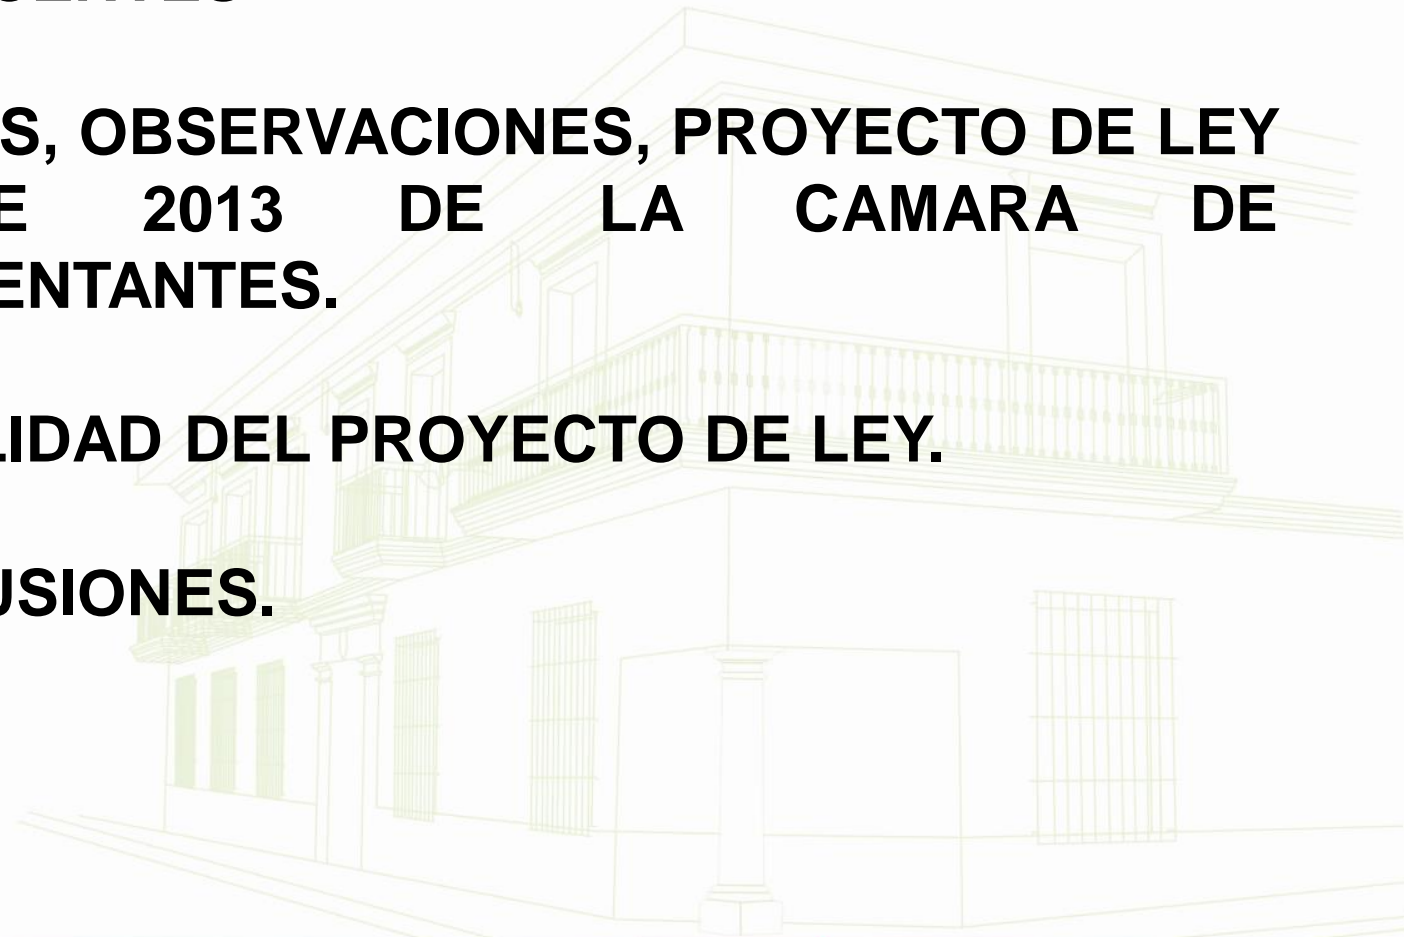 S, OBSERVACIONES, PROYECTO DE LEY
E 2013 DE LA CAMARA DE
ENTANTES.
LIDAD DEL PROYECTO DE LEY.
USIONES.